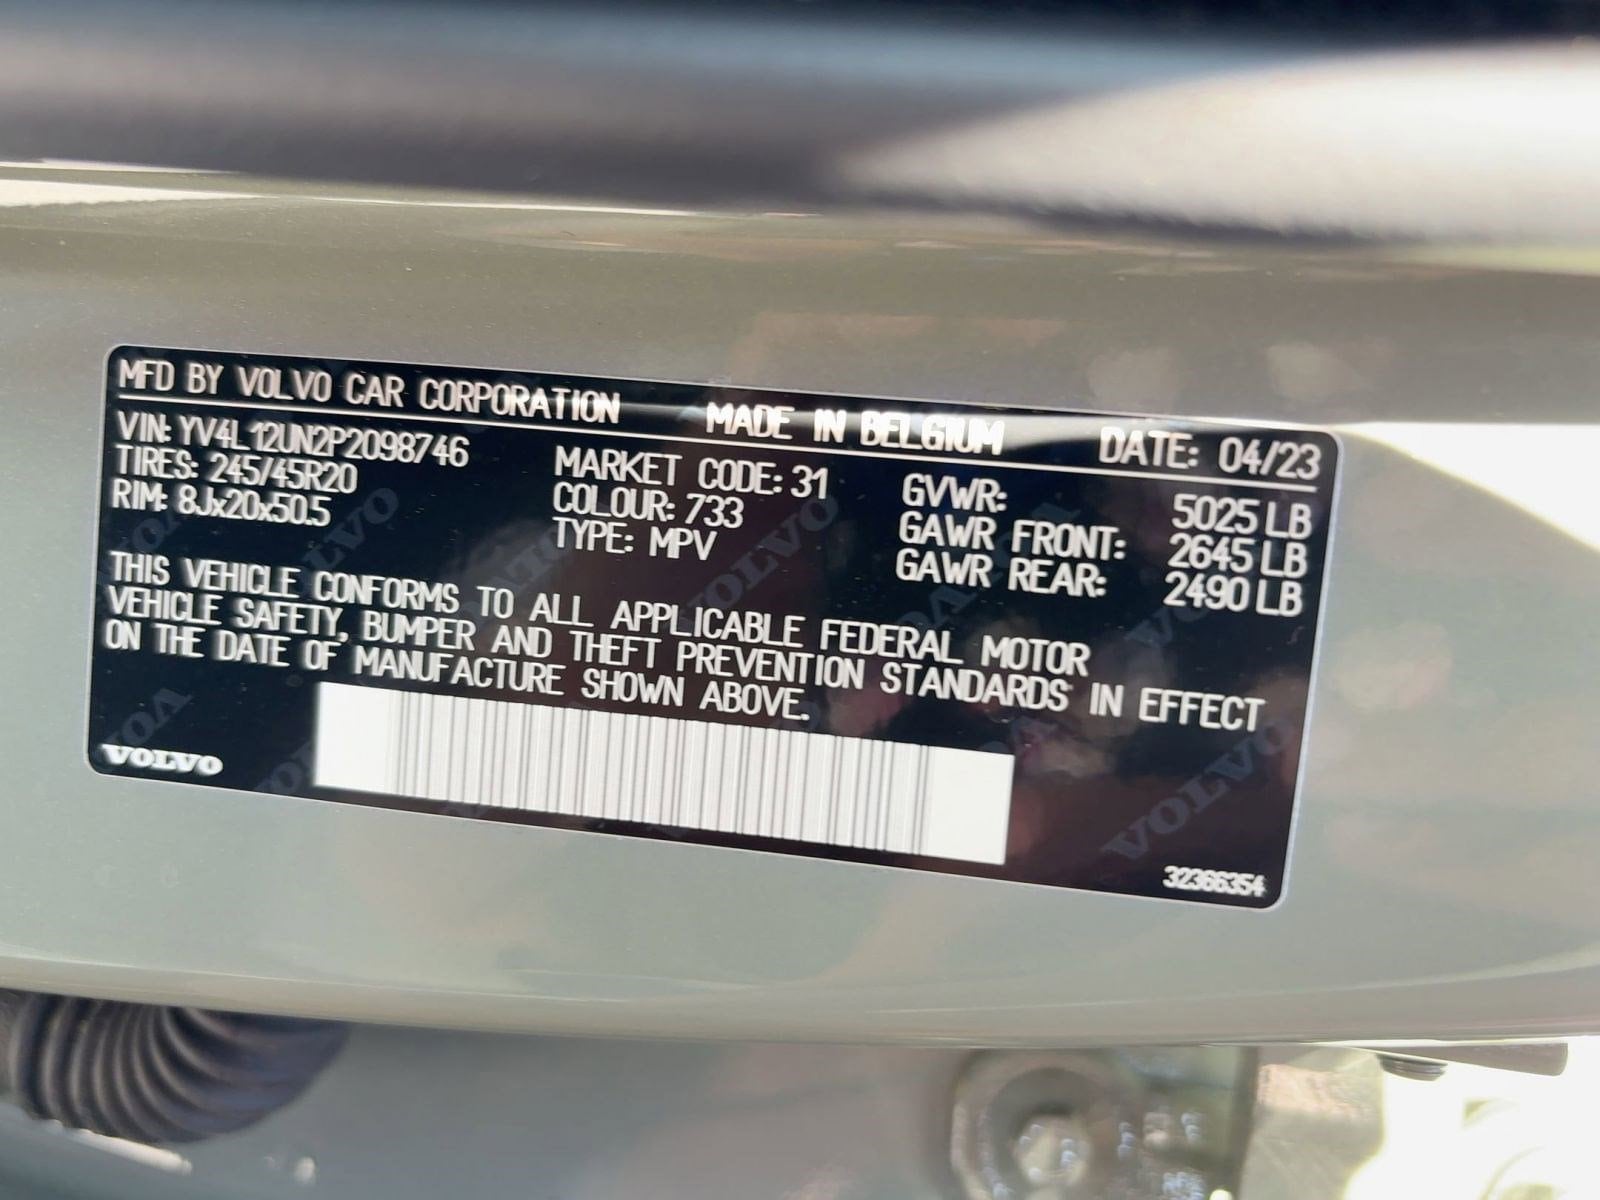 MFD BY VOLVO CAR CORPORATION MADE IN BELGIUM DATE: 04/23
VIN: YV4L12UN2P2098746 MARKET CODE: 31 GVWR: 5025 LB
TIRES: 245/45R20 COLOUR: 733 GAWR FRONT: 2645 LB
RIM: 8Jx20x50.5 TYPE: MPV GAWR REAR: 2490 LB
THIS VEHICLE CONFORMS TO ALL APPLICABLE FEDERAL MOTOR
VEHICLE SAFETY, BUMPER AND THEFT PREVENTION STANDARDS IN EFFECT
ON THE DATE OF MANUFACTURE SHOWN ABOVE.
VOLVO
32366354